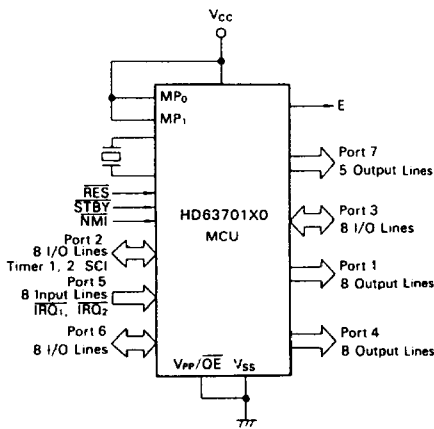 Vcc
MP0
MP1
E
Port 7
5 Output Lines
RES
STBY
NMI
HD63701X0
MCU
Port 3
8 I/O Lines
Port 2
8 I/O Lines
Timer 1, 2 SCI
Port 1
8 Output Lines
Port 5
8 Input Lines
IRQ1, IRQ2
Port 6
8 I/O Lines
Port 4
8 Output Lines
VPP/OE VSS